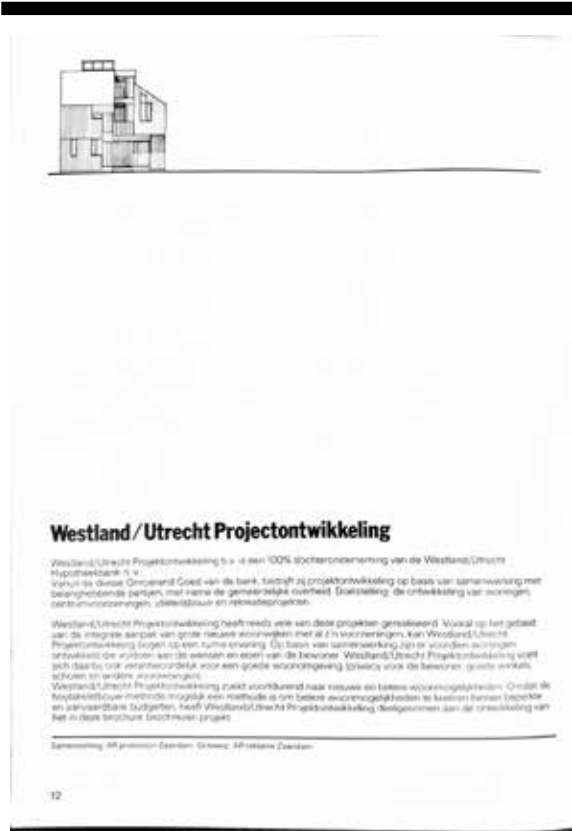 Westland/Utrecht Projectontwikkeling
Westland/Utrecht Projektontwikkeling b.v. is een 100% dochteronderneming van de Westland/Utrecht
Hypotheekbank n.v.
Vanuit de divisie Onroerend Goed van de bank, bedrijft zij projektontwikkeling op basis van samenwerking met
belanghebbende partijen, met name de gemeentelijke overheid. Doelstelling: de ontwikkeling van woningen,
centrumvoorzieningen, utiliteitsbouw en rekreatieprojekten.
Westland/Utrecht Projektontwikkeling heeft reeds vele van deze projekten gerealiseerd. Vooral op het gebied
van de integrale aanpak van grote nieuwe woonwijken met al z'n voorzieningen, kan Westland/Utrecht
Projektontwikkeling bogen op een ruime ervaring. Op basis van samenwerking zijn er voordien woningen
ontwikkeld die voldoen aan de wensen en eisen van de bewoner. Westland/Utrecht Projektontwikkeling voelt
zich daarbij ook verantwoordelijk voor een goede woonomgeving (privacy voor de bewoner, goede winkels,
scholen en andere voorzieningen).
Westland/Utrecht Projektontwikkeling zoekt voortdurend naar nieuwe en betere woonmogelijkheden. Omdat de
houtskeletbouw-methode mogelijk een methode is om betere woonmogelijkheden te kreëren binnen beperkte
en aanvaardbare budgetten, heeft Westland/Utrecht Projektontwikkeling deelgenomen aan de ontwikkeling van
het in deze brochure beschreven projekt.
Samenstelling: AR promotion Zaandam. Ontwerp: AR reklame Zaandam.
12